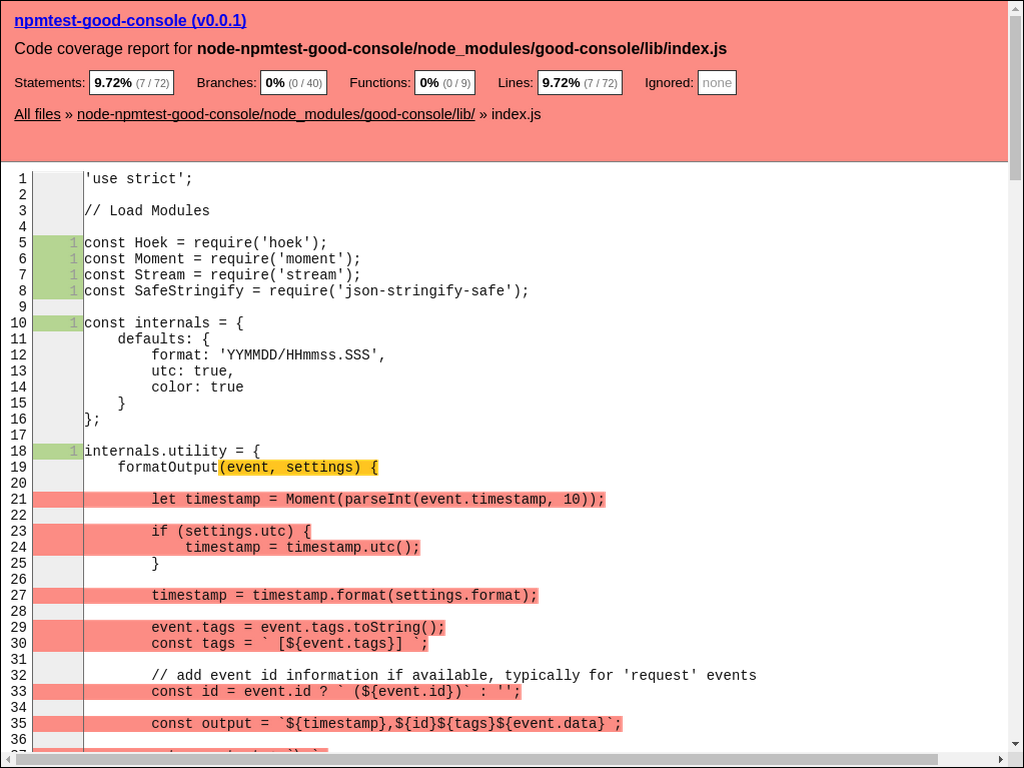 npmtest-good-console (v0.0.1)
Code coverage report for node-npmtest-good-console/node_modules/good-console/lib/index.js
Statements: 9.72% (7 / 72) Branches: 0% (0 / 40) Functions: 0% (0 / 9) Lines: 9.72% (7 / 72) Ignored: none
All files » node-npmtest-good-console/node_modules/good-console/lib/ » index.js
1 'use strict';
2
3 // Load Modules
4
5 1 const Hoek = require('hoek');
6 1 const Moment = require('moment');
7 1 const Stream = require('stream');
8 1 const SafeStringify = require('json-stringify-safe');
9
10 1 const internals = {
11 defaults: {
12 format: 'YYMMDD/HHmmss.SSS',
13 utc: true,
14 color: true
15 }
16 };
17
18 1 internals.utility = {
19 formatOutput(event, settings) {
20
21 let timestamp = Moment(parseInt(event.timestamp, 10));
22
23 if (settings.utc) {
24 timestamp = timestamp.utc();
25 }
26
27 timestamp = timestamp.format(settings.format);
28
29 event.tags = event.tags.toString();
30 const tags = ` [${event.tags}] `;
31
32 // add event id information if available, typically for 'request' events
33 const id = event.id ? ` (${event.id})` : '';
34
35 const output = `${timestamp},${id}${tags}${event.data}`;
36